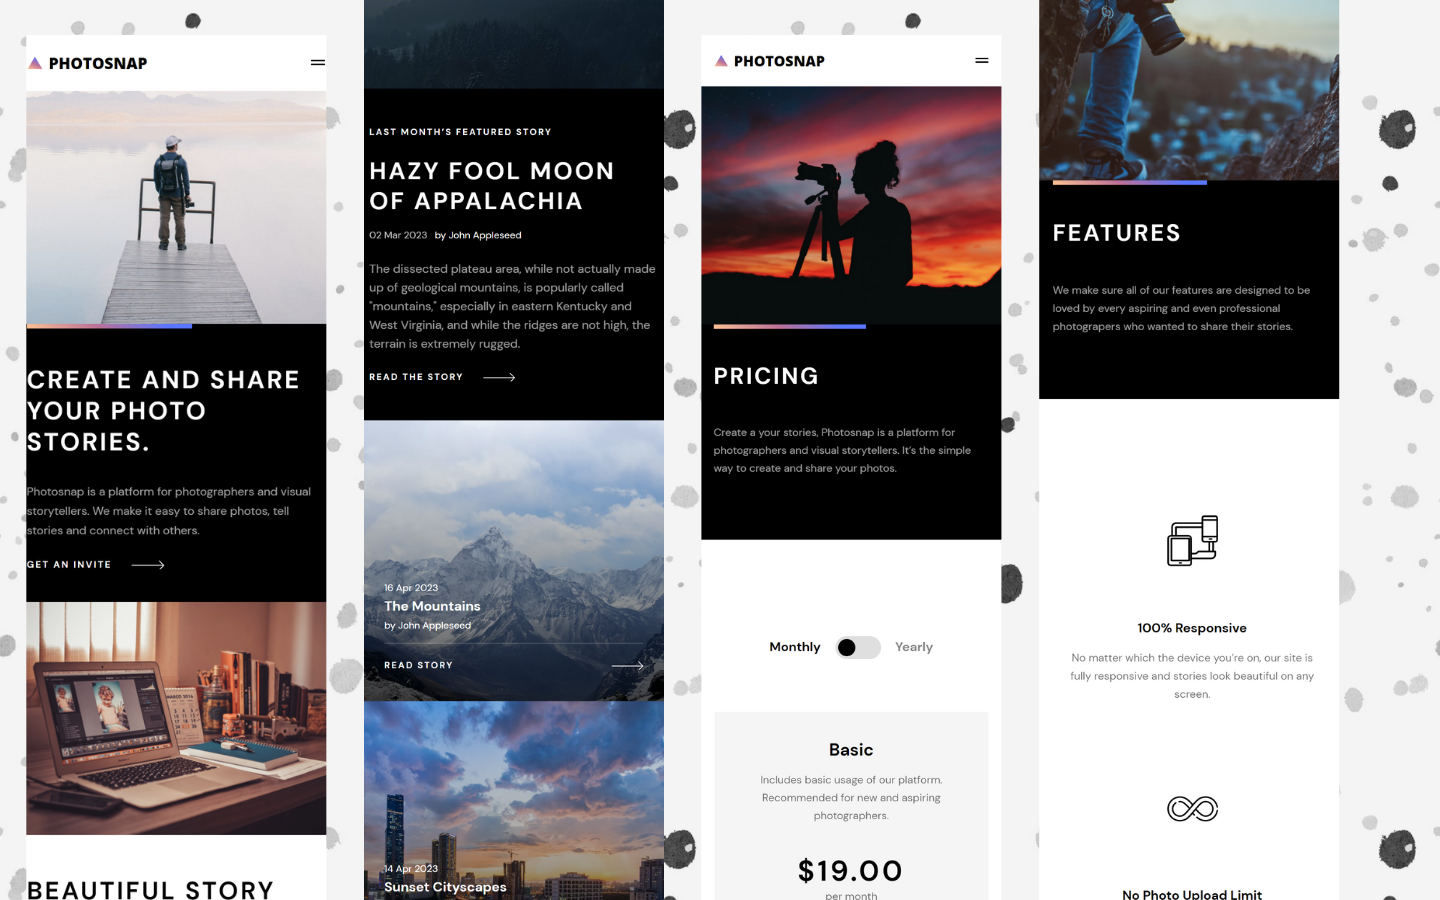 PHOTOSNAP
CREATE AND SHARE
YOUR PHOTO
STORIES.
Photosnap is a platform for photographers and visual
storytellers. We make it easy to share photos, tell
stories and connect with others.
GET AN INVITE
MARCO 2016
BEAUTIFUL STORY
LAST MONTH'S FEATURED STORY
HAZY FOOL MOON
OF APPALACHIA
02 Mar 2023 by John Appleseed
The dissected plateau area, while not actually made
up of geological mountains, is popularly called
"mountains," especially in eastern Kentucky and
West Virginia, and while the ridges are not high, the
terrain is extremely rugged.
READ THE STORY
16 Apr 2023
The Mountains
by John Appleseed
READ STORY
14 Apr 2023
Sunset Cityscapes
PHOTOSNAP
PRICING
Create a your stories, Photosnap is a platform for
photographers and visual storytellers. It's the simple
way to create and share your photos.
Monthly Yearly
Basic
Includes basic usage of our platform.
Recommended for new and aspiring
photographers.
$19.00
per month
FEATURES
We make sure all of our features are designed to be
loved by every aspiring and even professional
photograpers who wanted to share their stories.
100% Responsive
No matter which the device you're on, our site is
fully responsive and stories look beautiful on any
screen.
No Photo Upload Limit